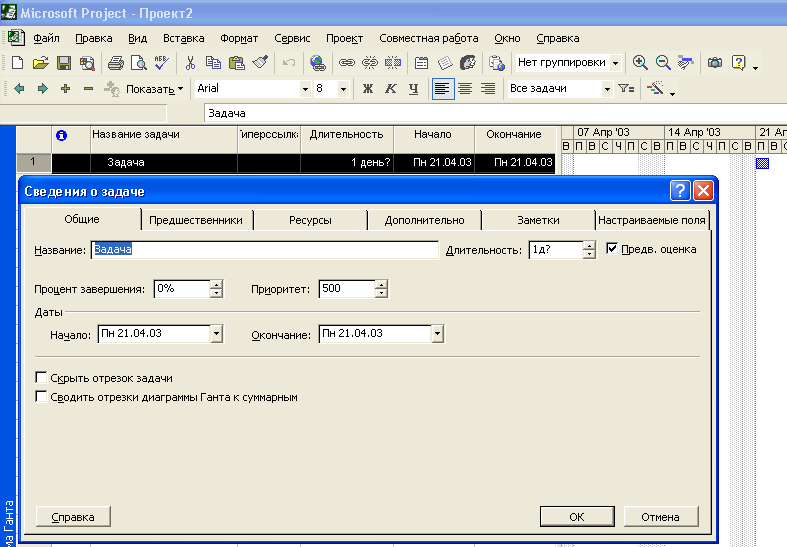 Microsoft Project - Проект2
Файл Правка Вид Вставка Формат Сервис Проект Совместная работа Окно Справка
ABC Нет группировки
Показать Arial 8 Ж К Ч Все задачи
Задача
Название задачи Гиперссылка Длительность Начало Окончание 07 Апр '03 14 Апр '03 21 Ап
В П В С Ч П С В П В С Ч П С В П В С
1 Задача 1 день? Пн 21.04.03 Пн 21.04.03
Сведения о задаче
Общие Предшественники Ресурсы Дополнительно Заметки Настраиваемые поля
Название: Задача Длительность: 1д? Предв. оценка
Процент завершения: 0% Приоритет: 500
Даты
Начало: Пн 21.04.03 Окончание: Пн 21.04.03
Скрыть отрезок задачи
Сводить отрезки диаграммы Ганта к суммарным
Справка ОК Отмена
ма Ганта